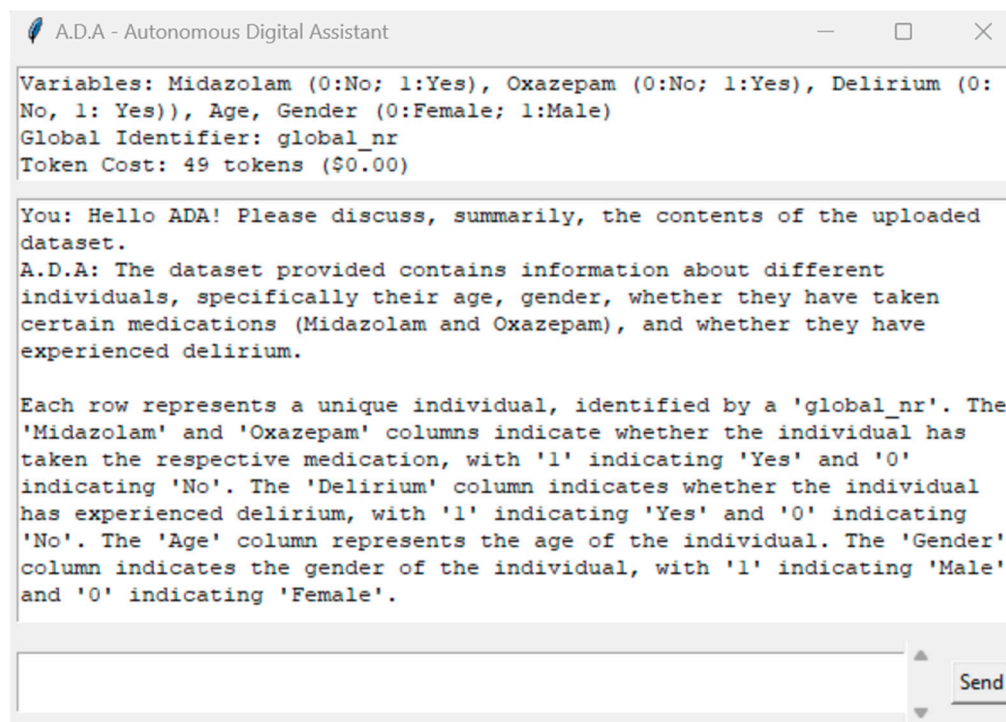 A.D.A - Autonomous Digital Assistant
Variables: Midazolam (0:No; 1:Yes), Oxazepam (0:No; 1:Yes), Delirium (0:
No, 1: Yes)), Age, Gender (0:Female; 1:Male)
Global Identifier: global_nr
Token Cost: 49 tokens ($0.00)
You: Hello ADA! Please discuss, summarily, the contents of the uploaded
dataset.
A.D.A: The dataset provided contains information about different
individuals, specifically their age, gender, whether they have taken
certain medications (Midazolam and Oxazepam), and whether they have
experienced delirium.
Each row represents a unique individual, identified by a 'global_nr'. The
'Midazolam' and 'Oxazepam' columns indicate whether the individual has
taken the respective medication, with '1' indicating 'Yes' and '0'
indicating 'No'. The 'Delirium' column indicates whether the individual
has experienced delirium, with '1' indicating 'Yes' and '0' indicating
'No'. The 'Age' column represents the age of the individual. The 'Gender'
column indicates the gender of the individual, with '1' indicating 'Male'
and '0' indicating 'Female'.
Send